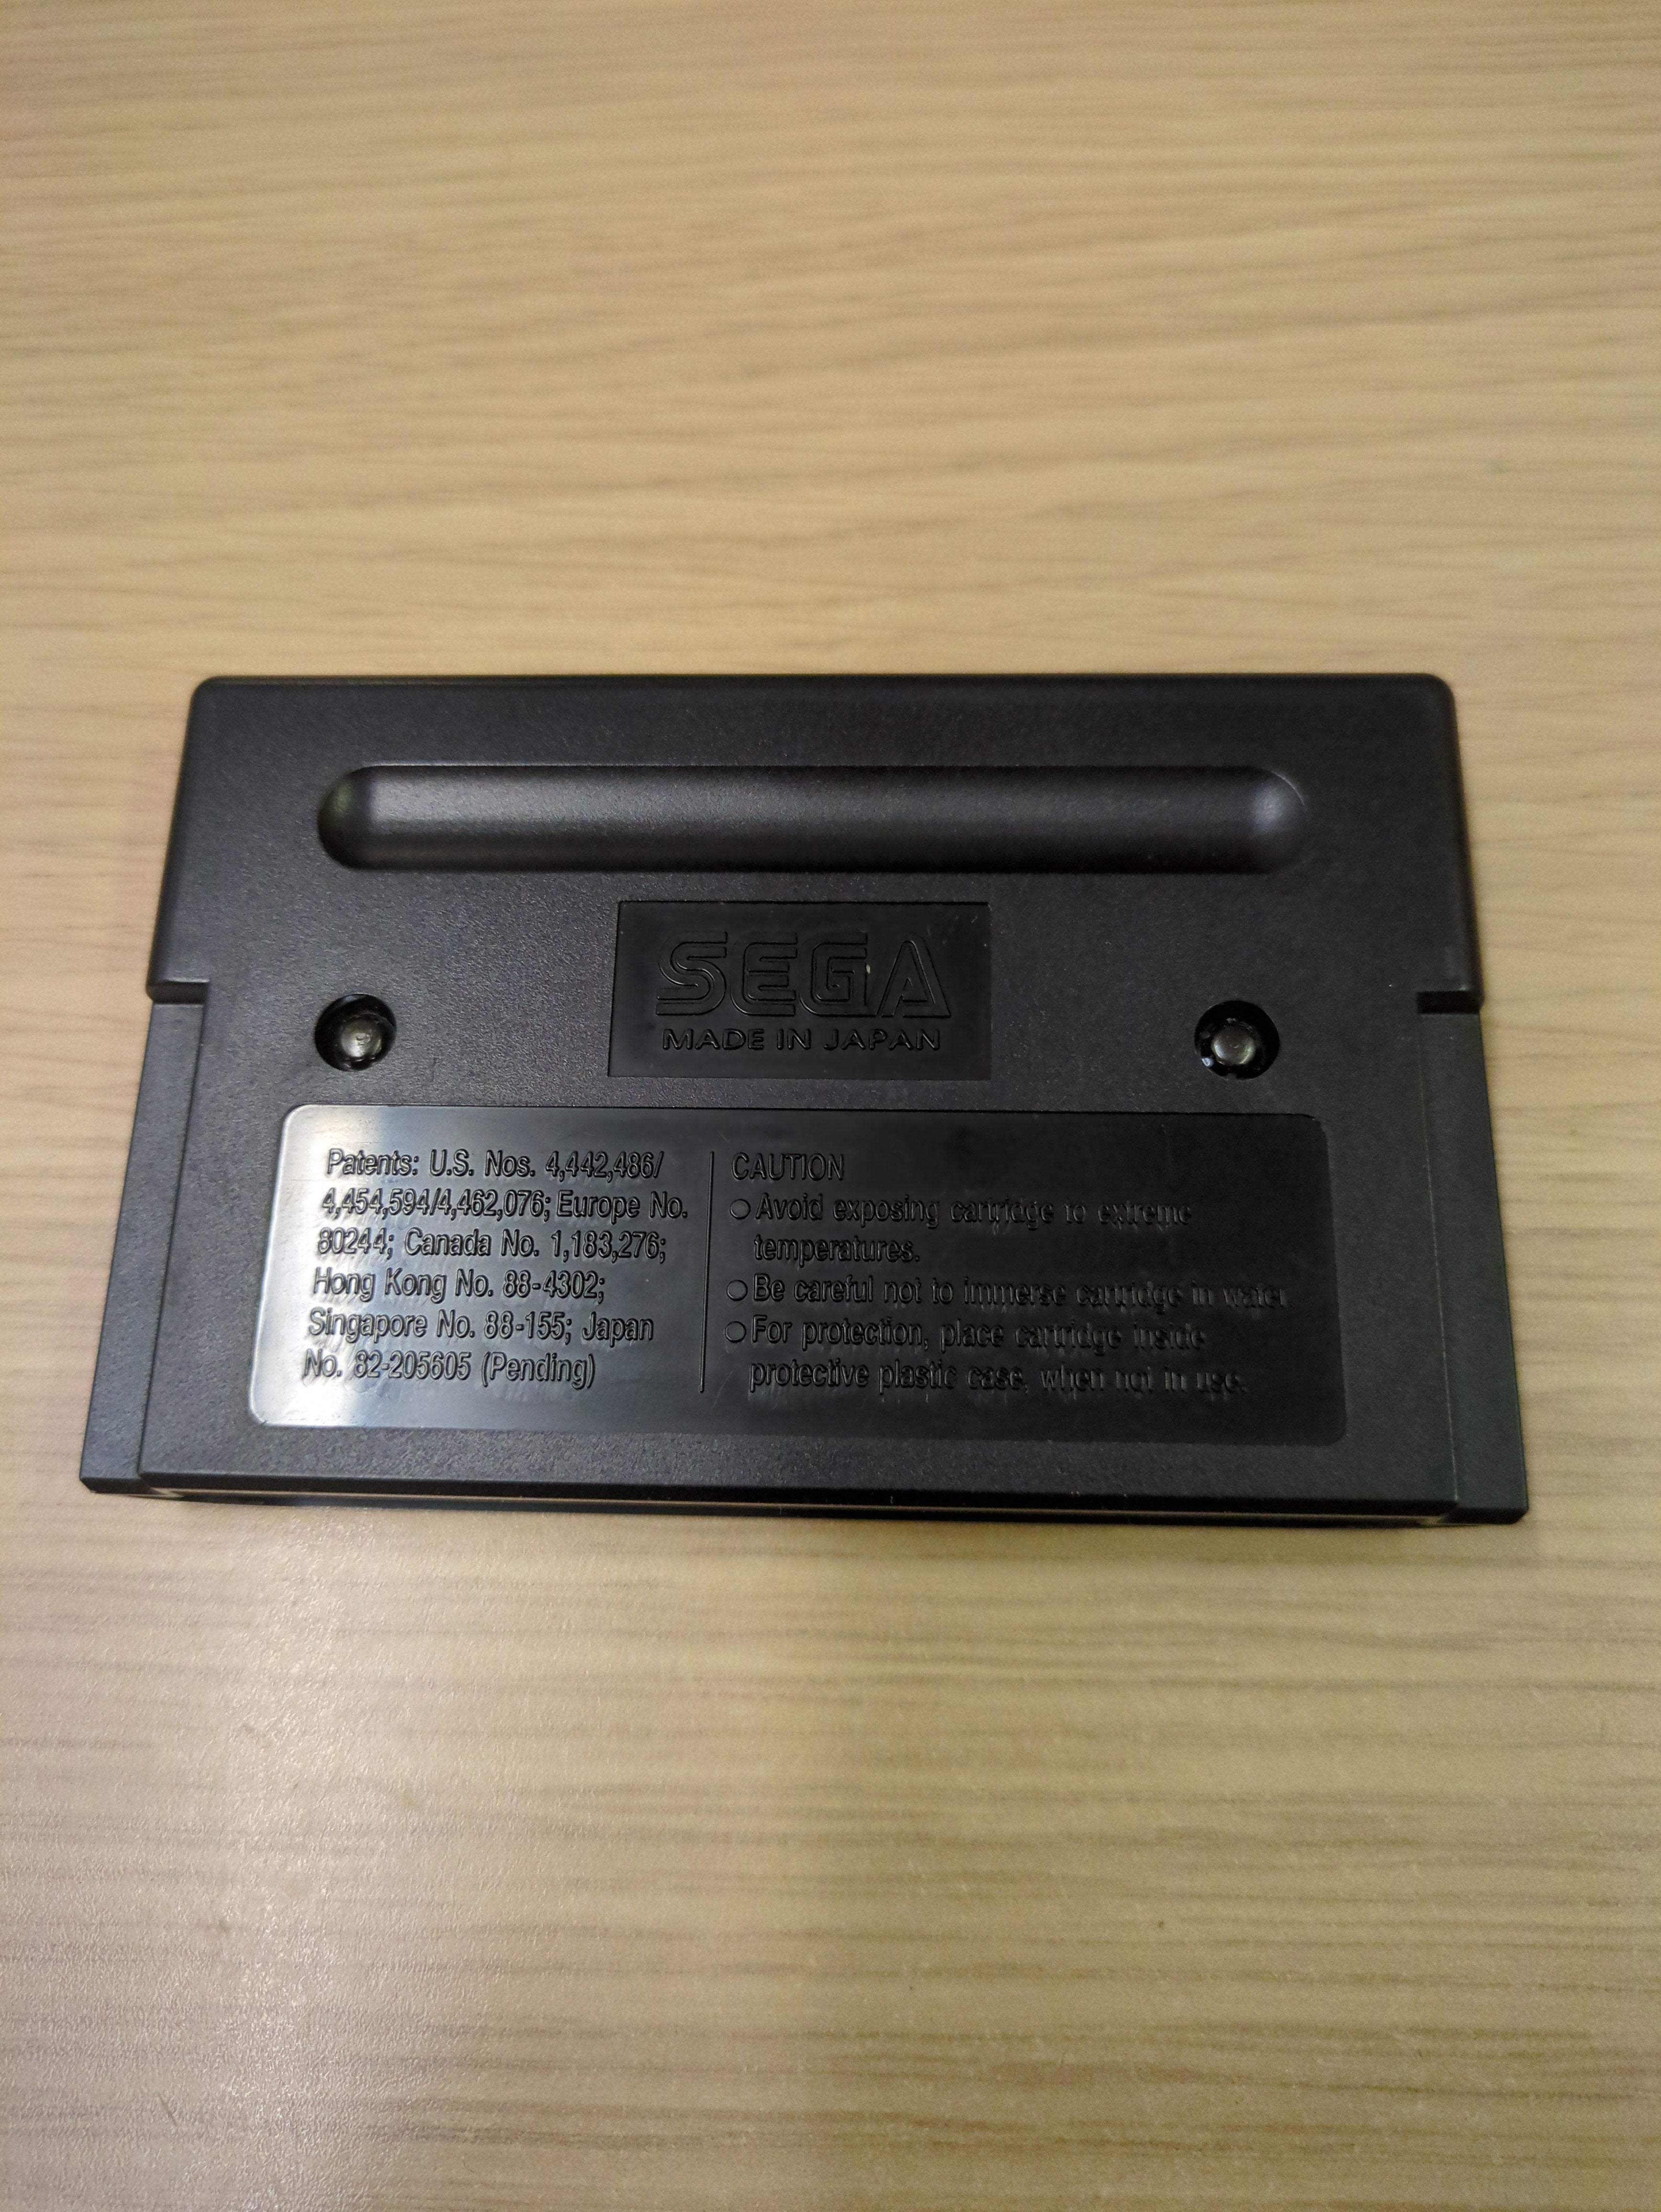 SEGA
MADE IN JAPAN
Patents: U.S. Nos. 4,442,486/
4,454,594/4,462,076; Europe No.
80244; Canada No. 1,183,276;
Hong Kong No. 88-4302;
Singapore No. 88-155; Japan
No. 82-205605 (Pending)
CAUTION
○ Avoid exposing cartridge to extreme
temperatures.
○ Be careful not to immerse cartridge in water
○ For protection, place cartridge inside
protective plastic case, when not in use.